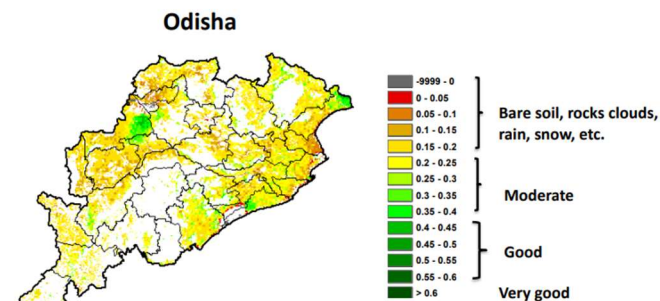 Odisha
-9999 - 0
0 - 0.05
0.05 - 0.1
0.1 - 0.15
0.15 - 0.2
0.2 - 0.25
0.25 - 0.3
0.3 - 0.35
0.35 - 0.4
0.4 - 0.45
0.45 - 0.5
0.5 - 0.55
0.55 - 0.6
> 0.6
Bare soil, rocks clouds,
rain, snow, etc.
Moderate
Good
Very good